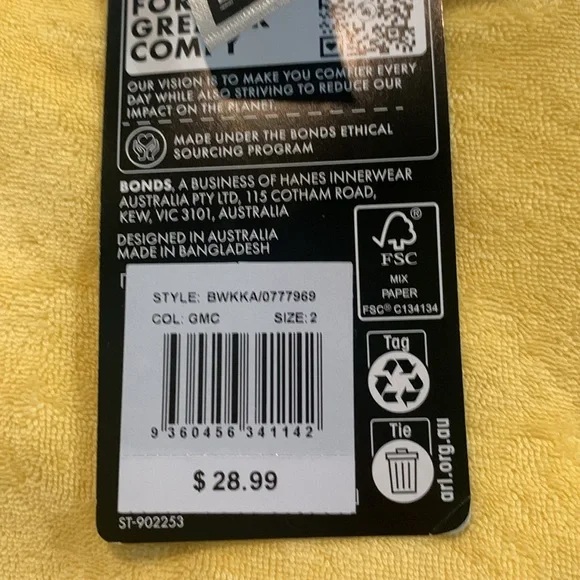 FOR
COMFY
OUR VISION IS TO MAKE YOU COMFIER EVERY
DAY WHILE ALSO STRIVING TO REDUCE OUR
IMPACT ON THE PLANET.
MADE UNDER THE BONDS ETHICAL
SOURCING PROGRAM
BONDS, A BUSINESS OF HANES INNERWEAR
AUSTRALIA PTY LTD, 115 COTHAM ROAD,
KEW, VIC 3101, AUSTRALIA
DESIGNED IN AUSTRALIA
MADE IN BANGLADESH
®
FSC
MIX
PAPER
FSC® C134134
STYLE: BWKKA/0777969
COL: GMC SIZE: 2
9 360456 341142
$ 28.99
Tag
Tie
arl.org.au
ST-902253